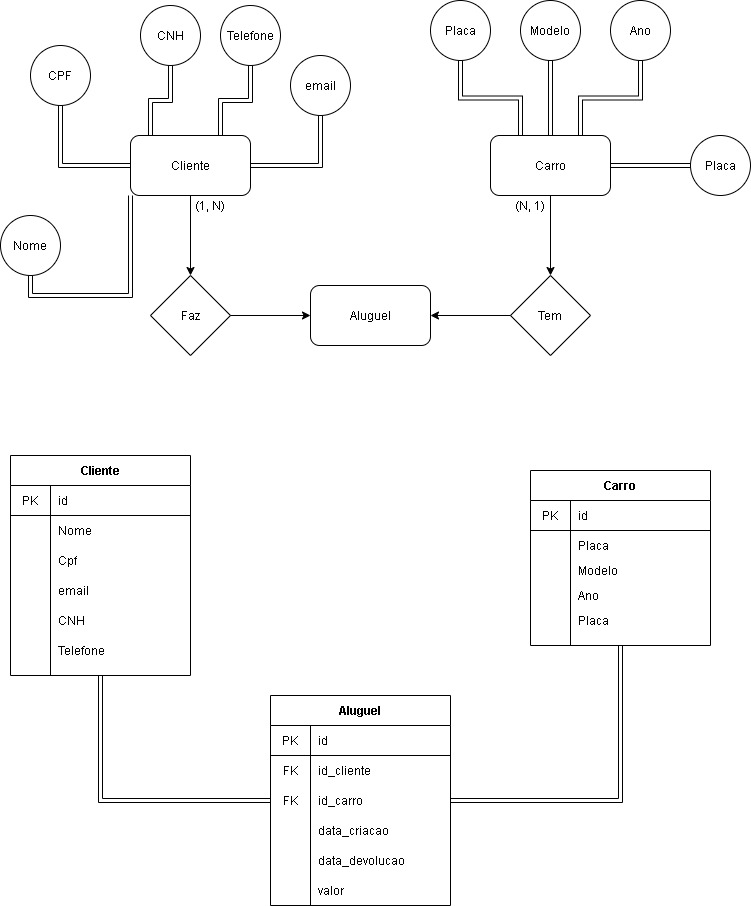 CNH
Telefone
CPF
email
Placa
Modelo
Ano
Cliente
Carro
Placa
(1, N)
(N, 1)
Nome
Faz
Aluguel
Tem
Cliente
PK id
Nome
Cpf
email
CNH
Telefone
Carro
PK id
Placa
Modelo
Ano
Placa
Aluguel
PK id
FK id_cliente
FK id_carro
data_criacao
data_devolucao
valor